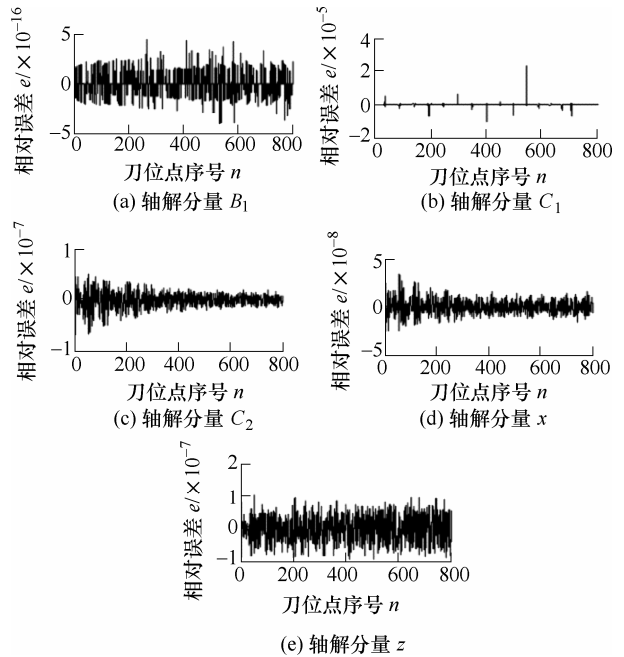 相对误差 e/×10⁻¹⁶
5
0
−5
0 200 400 600 800
刀位点序号 n
(a) 轴解分量 B₁
相对误差 e/×10⁻⁵
4
2
0
−2
0 200 400 600 800
刀位点序号 n
(b) 轴解分量 C₁
相对误差 e/×10⁻⁷
1
0
−1
0 200 400 600 800
刀位点序号 n
(c) 轴解分量 C₂
相对误差 e/×10⁻⁸
5
0
−5
0 200 400 600 800
刀位点序号 n
(d) 轴解分量 x
相对误差 e/×10⁻⁷
2
1
0
−1
0 200 400 600 800
刀位点序号 n
(e) 轴解分量 z